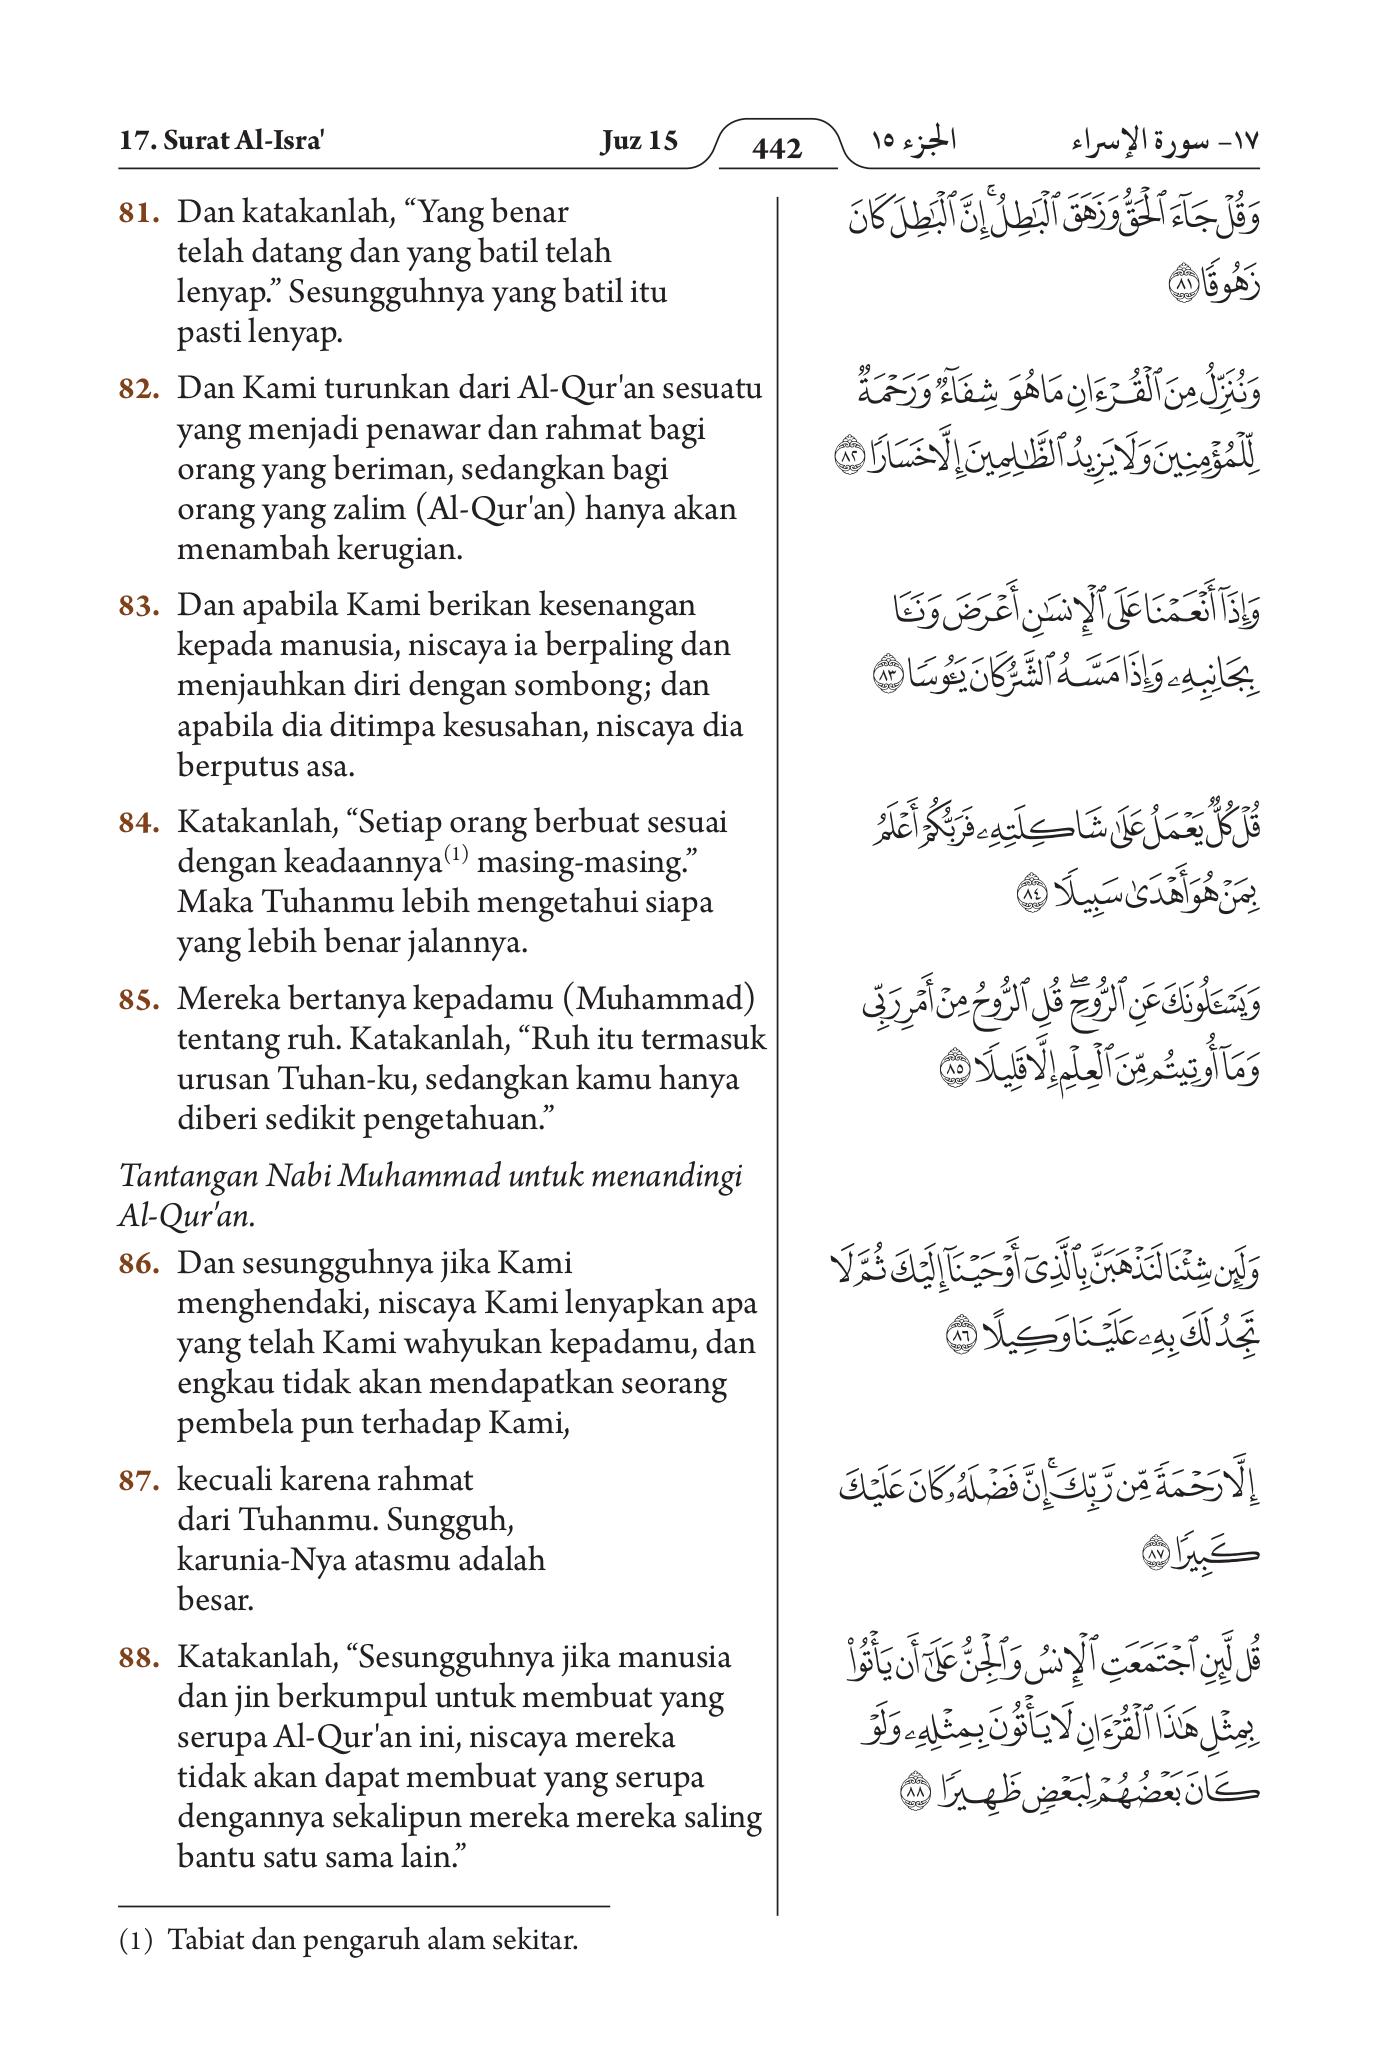 17. Surat Al-Isra' Juz 15 442 الجزء ١٥ ١٧– سورة الإسراء
81. Dan katakanlah, “Yang benar
telah datang dan yang batil telah
lenyap.” Sesungguhnya yang batil itu
pasti lenyap.
82. Dan Kami turunkan dari Al-Qur'an sesuatu
yang menjadi penawar dan rahmat bagi
orang yang beriman, sedangkan bagi
orang yang zalim (Al-Qur'an) hanya akan
menambah kerugian.
83. Dan apabila Kami berikan kesenangan
kepada manusia, niscaya ia berpaling dan
menjauhkan diri dengan sombong; dan
apabila dia ditimpa kesusahan, niscaya dia
berputus asa.
84. Katakanlah, “Setiap orang berbuat sesuai
dengan keadaannya(1) masing-masing.”
Maka Tuhanmu lebih mengetahui siapa
yang lebih benar jalannya.
85. Mereka bertanya kepadamu (Muhammad)
tentang ruh. Katakanlah, “Ruh itu termasuk
urusan Tuhan-ku, sedangkan kamu hanya
diberi sedikit pengetahuan.”
Tantangan Nabi Muhammad untuk menandingi
Al-Qur'an.
86. Dan sesungguhnya jika Kami
menghendaki, niscaya Kami lenyapkan apa
yang telah Kami wahyukan kepadamu, dan
engkau tidak akan mendapatkan seorang
pembela pun terhadap Kami,
87. kecuali karena rahmat
dari Tuhanmu. Sungguh,
karunia-Nya atasmu adalah
besar.
88. Katakanlah, “Sesungguhnya jika manusia
dan jin berkumpul untuk membuat yang
serupa Al-Qur'an ini, niscaya mereka
tidak akan dapat membuat yang serupa
dengannya sekalipun mereka mereka saling
bantu satu sama lain.”
(1) Tabiat dan pengaruh alam sekitar.
وَقُلۡ جَآءَ ٱلۡحَقُّ وَزَهَقَ ٱلۡبَٰطِلُۚ إِنَّ ٱلۡبَٰطِلَ كَانَ
زَهُوقٗا ٨١
وَنُنَزِّلُ مِنَ ٱلۡقُرۡءَانِ مَا هُوَ شِفَآءٞ وَرَحۡمَةٞ
لِّلۡمُؤۡمِنِينَ وَلَا يَزِيدُ ٱلظَّٰلِمِينَ إِلَّا خَسَارٗا ٨٢
وَإِذَآ أَنۡعَمۡنَا عَلَى ٱلۡإِنسَٰنِ أَعۡرَضَ وَنَـَٔا
بِجَانِبِهِۦ وَإِذَا مَسَّهُ ٱلشَّرُّ كَانَ يَـُٔوسٗا ٨٣
قُلۡ كُلّٞ يَعۡمَلُ عَلَىٰ شَاكِلَتِهِۦ فَرَبُّكُمۡ أَعۡلَمُ
بِمَنۡ هُوَ أَهۡدَىٰ سَبِيلٗا ٨٤
وَيَسۡـَٔلُونَكَ عَنِ ٱلرُّوحِۖ قُلِ ٱلرُّوحُ مِنۡ أَمۡرِ رَبِّي
وَمَآ أُوتِيتُم مِّنَ ٱلۡعِلۡمِ إِلَّا قَلِيلٗا ٨٥
وَلَئِن شِئۡنَا لَنَذۡهَبَنَّ بِٱلَّذِيٓ أَوۡحَيۡنَآ إِلَيۡكَ ثُمَّ لَا
تَجِدُ لَكَ بِهِۦ عَلَيۡنَا وَكِيلًا ٨٦
إِلَّا رَحۡمَةٗ مِّن رَّبِّكَۚ إِنَّ فَضۡلَهُۥ كَانَ عَلَيۡكَ
كَبِيرٗا ٨٧
قُل لَّئِنِ ٱجۡتَمَعَتِ ٱلۡإِنسُ وَٱلۡجِنُّ عَلَىٰٓ أَن يَأۡتُواْ
بِمِثۡلِ هَٰذَا ٱلۡقُرۡءَانِ لَا يَأۡتُونَ بِمِثۡلِهِۦ وَلَوۡ
كَانَ بَعۡضُهُمۡ لِبَعۡضٖ ظَهِيرٗا ٨٨